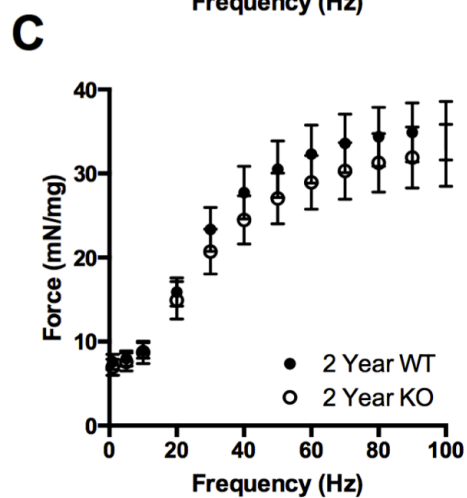 Frequency (Hz)
C
40
30
20
10
0
Force (mN/mg)
2 Year WT
2 Year KO
0 20 40 60 80 100
Frequency (Hz)